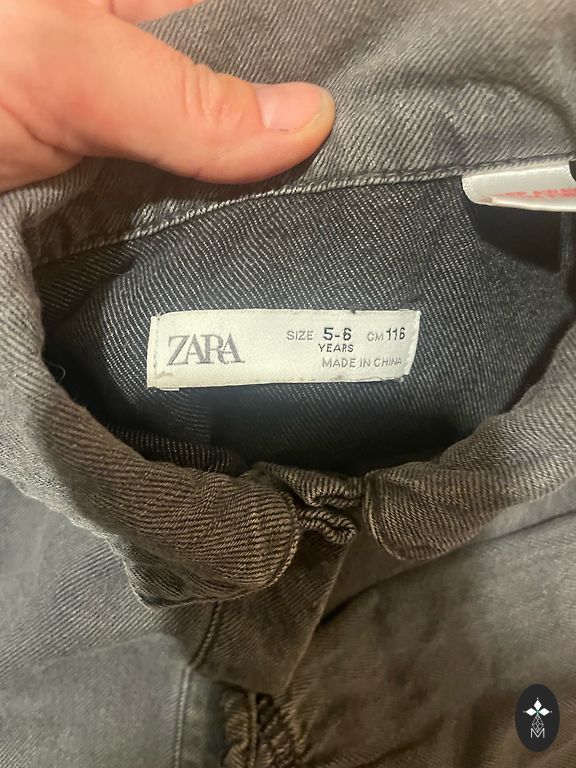 ZARA
SIZE 5-6 CM 116
YEARS
MADE IN CHINA